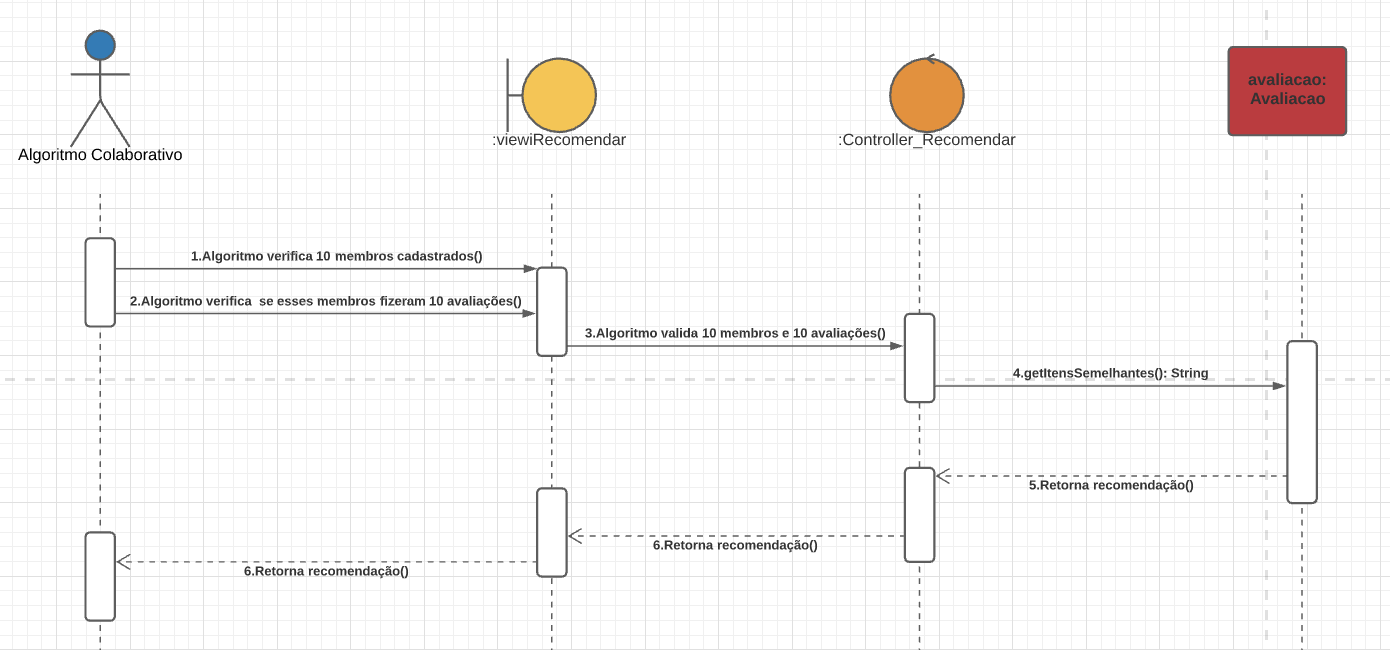 avaliacao:
Avaliacao
:viewiRecomendar
:Controller_Recomendar
Algoritmo Colaborativo
1.Algoritmo verifica 10 membros cadastrados()
2.Algoritmo verifica  se esses membros fizeram 10 avaliações()
3.Algoritmo valida 10 membros e 10 avaliações()
4.getItensSemelhantes(): String
5.Retorna recomendação()
6.Retorna recomendação()
6.Retorna recomendação()